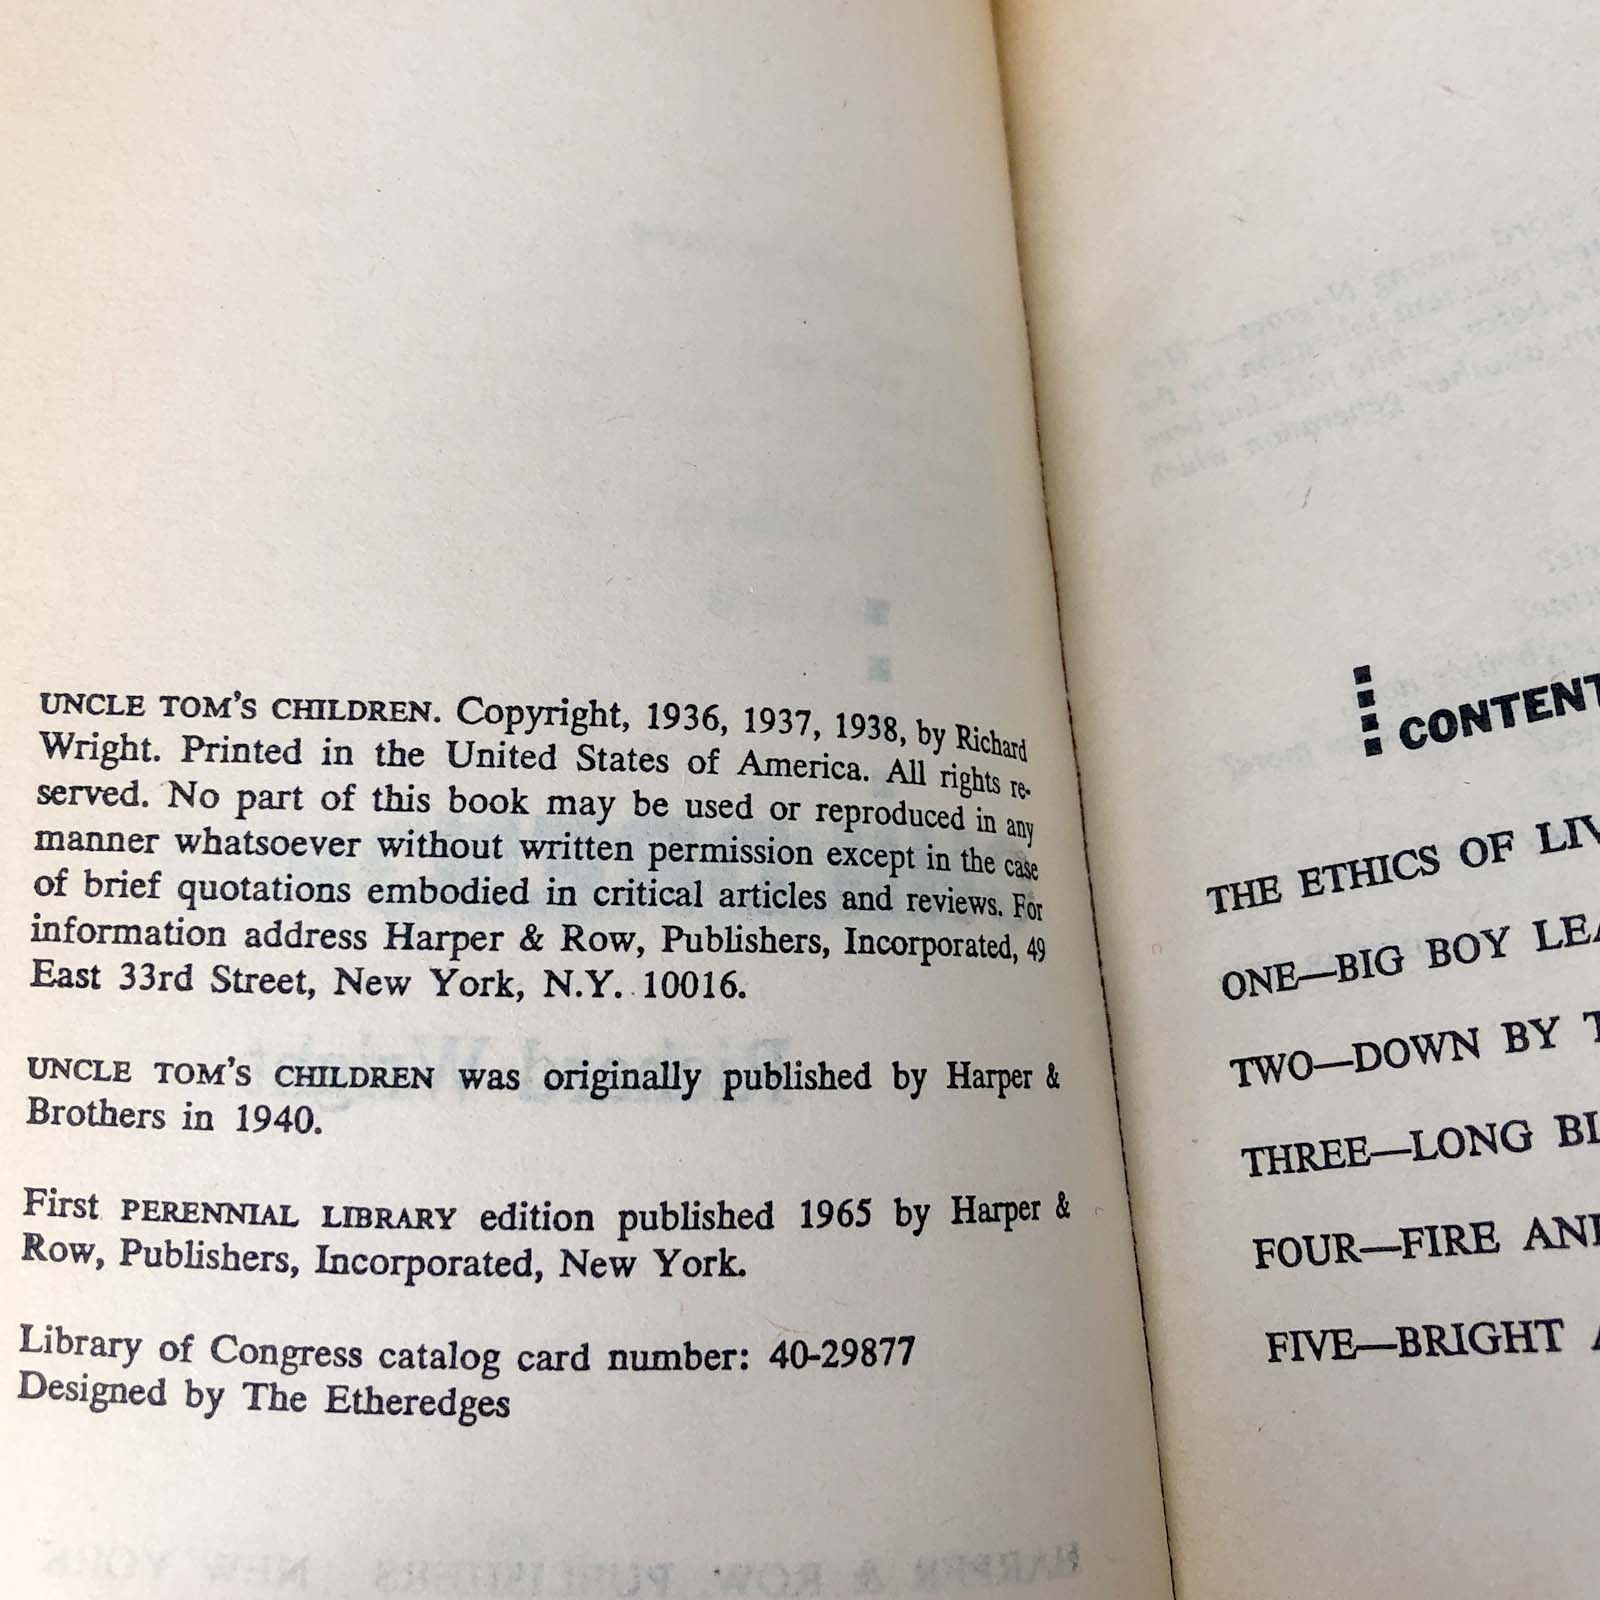 UNCLE TOM'S CHILDREN. Copyright, 1936, 1937, 1938, by Richard
Wright. Printed in the United States of America. All rights re-
served. No part of this book may be used or reproduced in any
manner whatsoever without written permission except in the case
of brief quotations embodied in critical articles and reviews. For
information address Harper & Row, Publishers, Incorporated, 49
East 33rd Street, New York, N.Y. 10016.
UNCLE TOM'S CHILDREN was originally published by Harper &
Brothers in 1940.
First PERENNIAL LIBRARY edition published 1965 by Harper &
Row, Publishers, Incorporated, New York.
Library of Congress catalog card number: 40-29877
Designed by The Etheredges
CONTENT
THE ETHICS OF LIV
ONE—BIG BOY LEA
TWO—DOWN BY T
THREE—LONG BL
FOUR—FIRE AND
FIVE—BRIGHT A